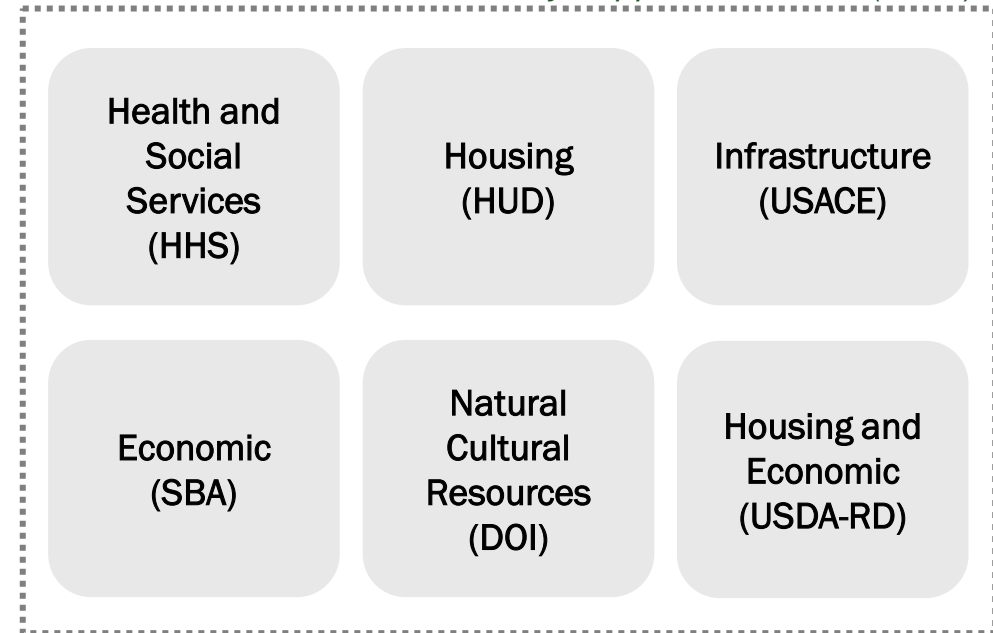 Health and
Social
Services
(HHS)
Housing
(HUD)
Infrastructure
(USACE)
Economic
(SBA)
Natural
Cultural
Resources
(DOI)
Housing and
Economic
(USDA-RD)